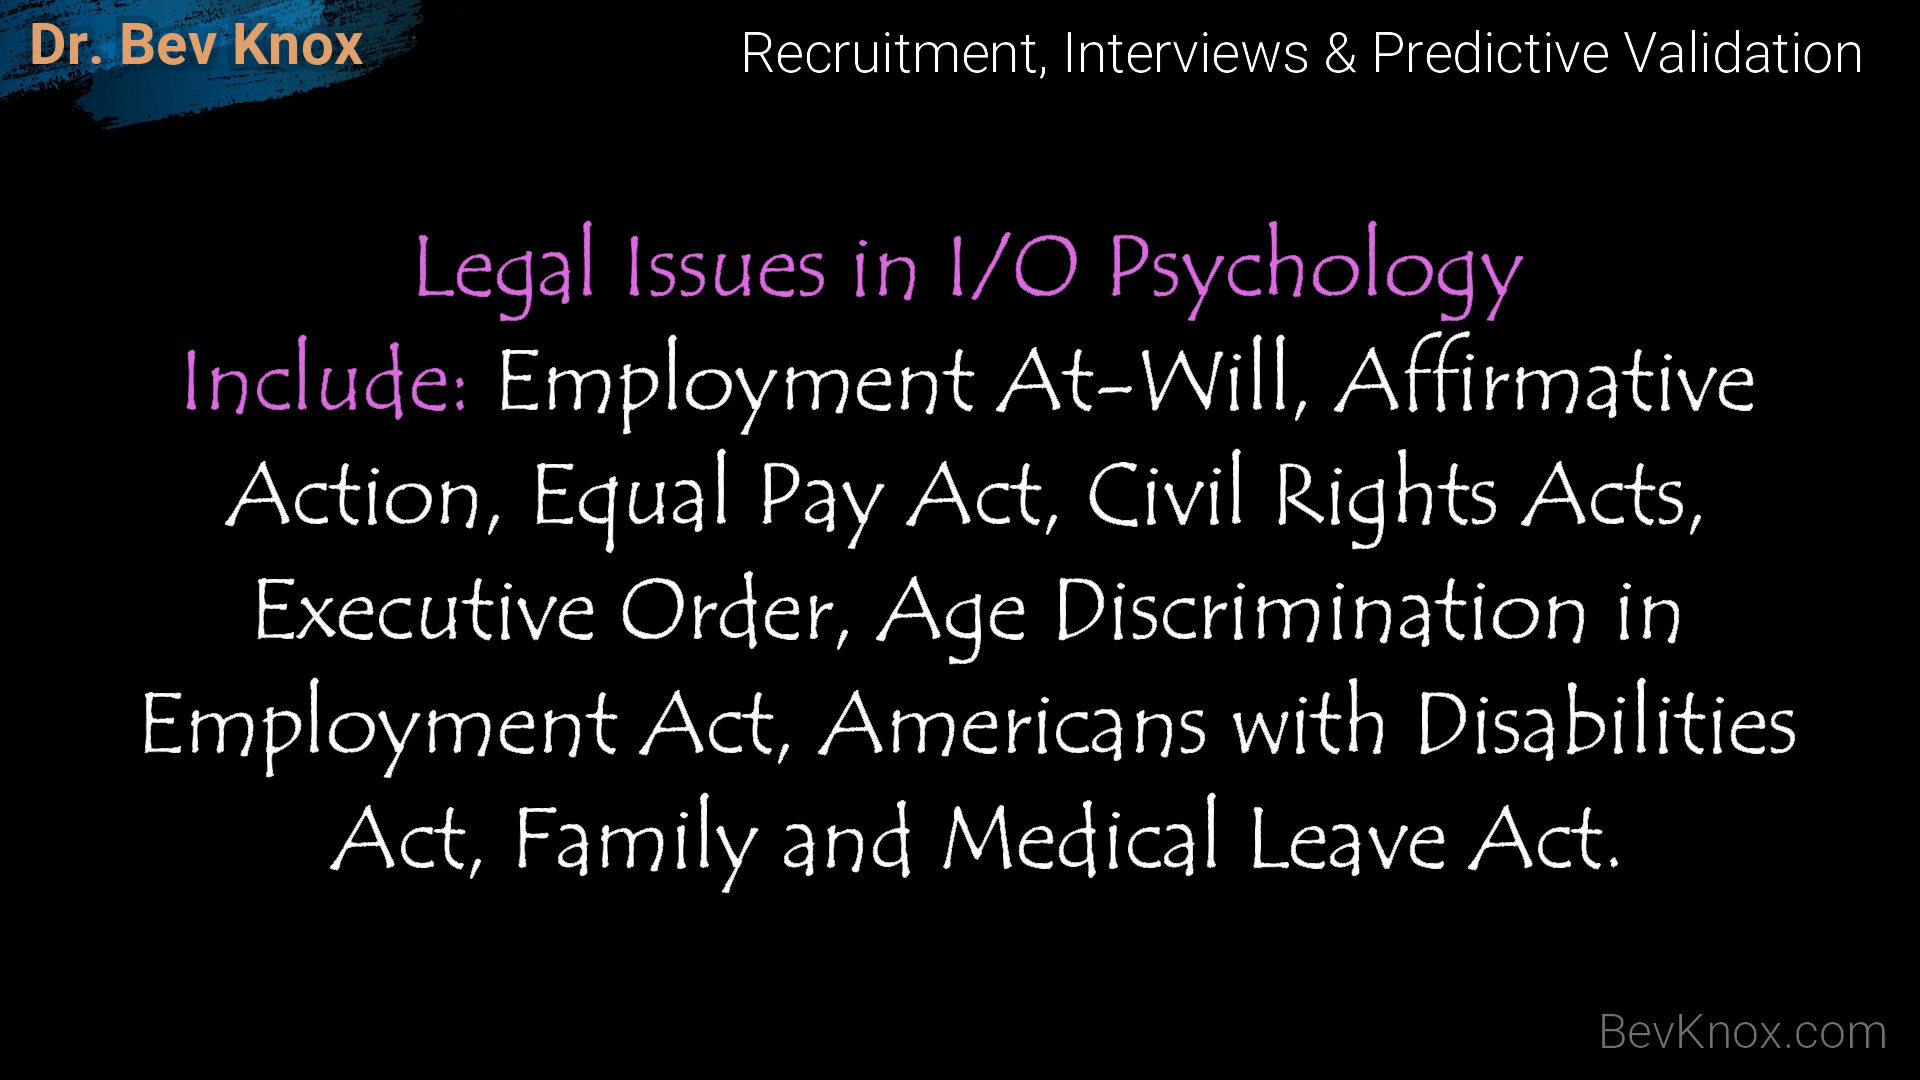 Dr. Bev Knox
Recruitment, Interviews & Predictive Validation
Legal Issues in I/O Psychology
Include: Employment At-Will, Affirmative
Action, Equal Pay Act, Civil Rights Acts,
Executive Order, Age Discrimination in
Employment Act, Americans with Disabilities
Act, Family and Medical Leave Act.
BevKnox.com